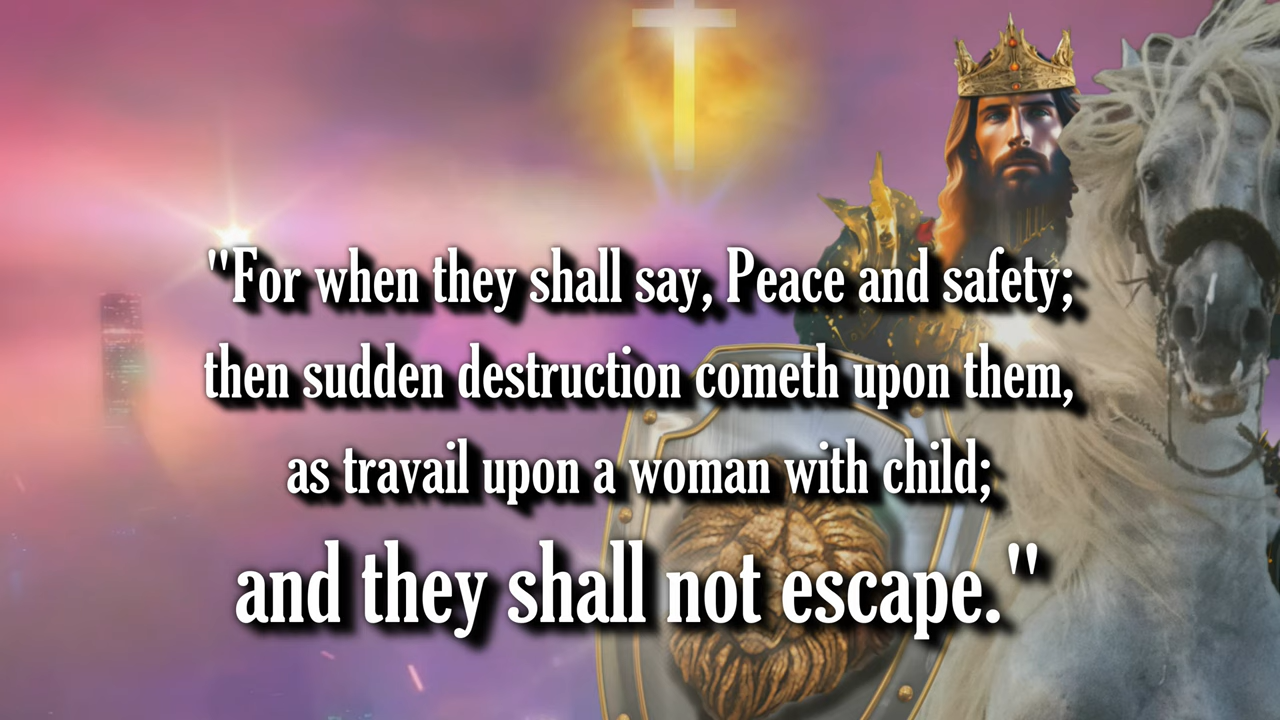 "For when they shall say, Peace and safety;
then sudden destruction cometh upon them,
as travail upon a woman with child;
and they shall not escape."